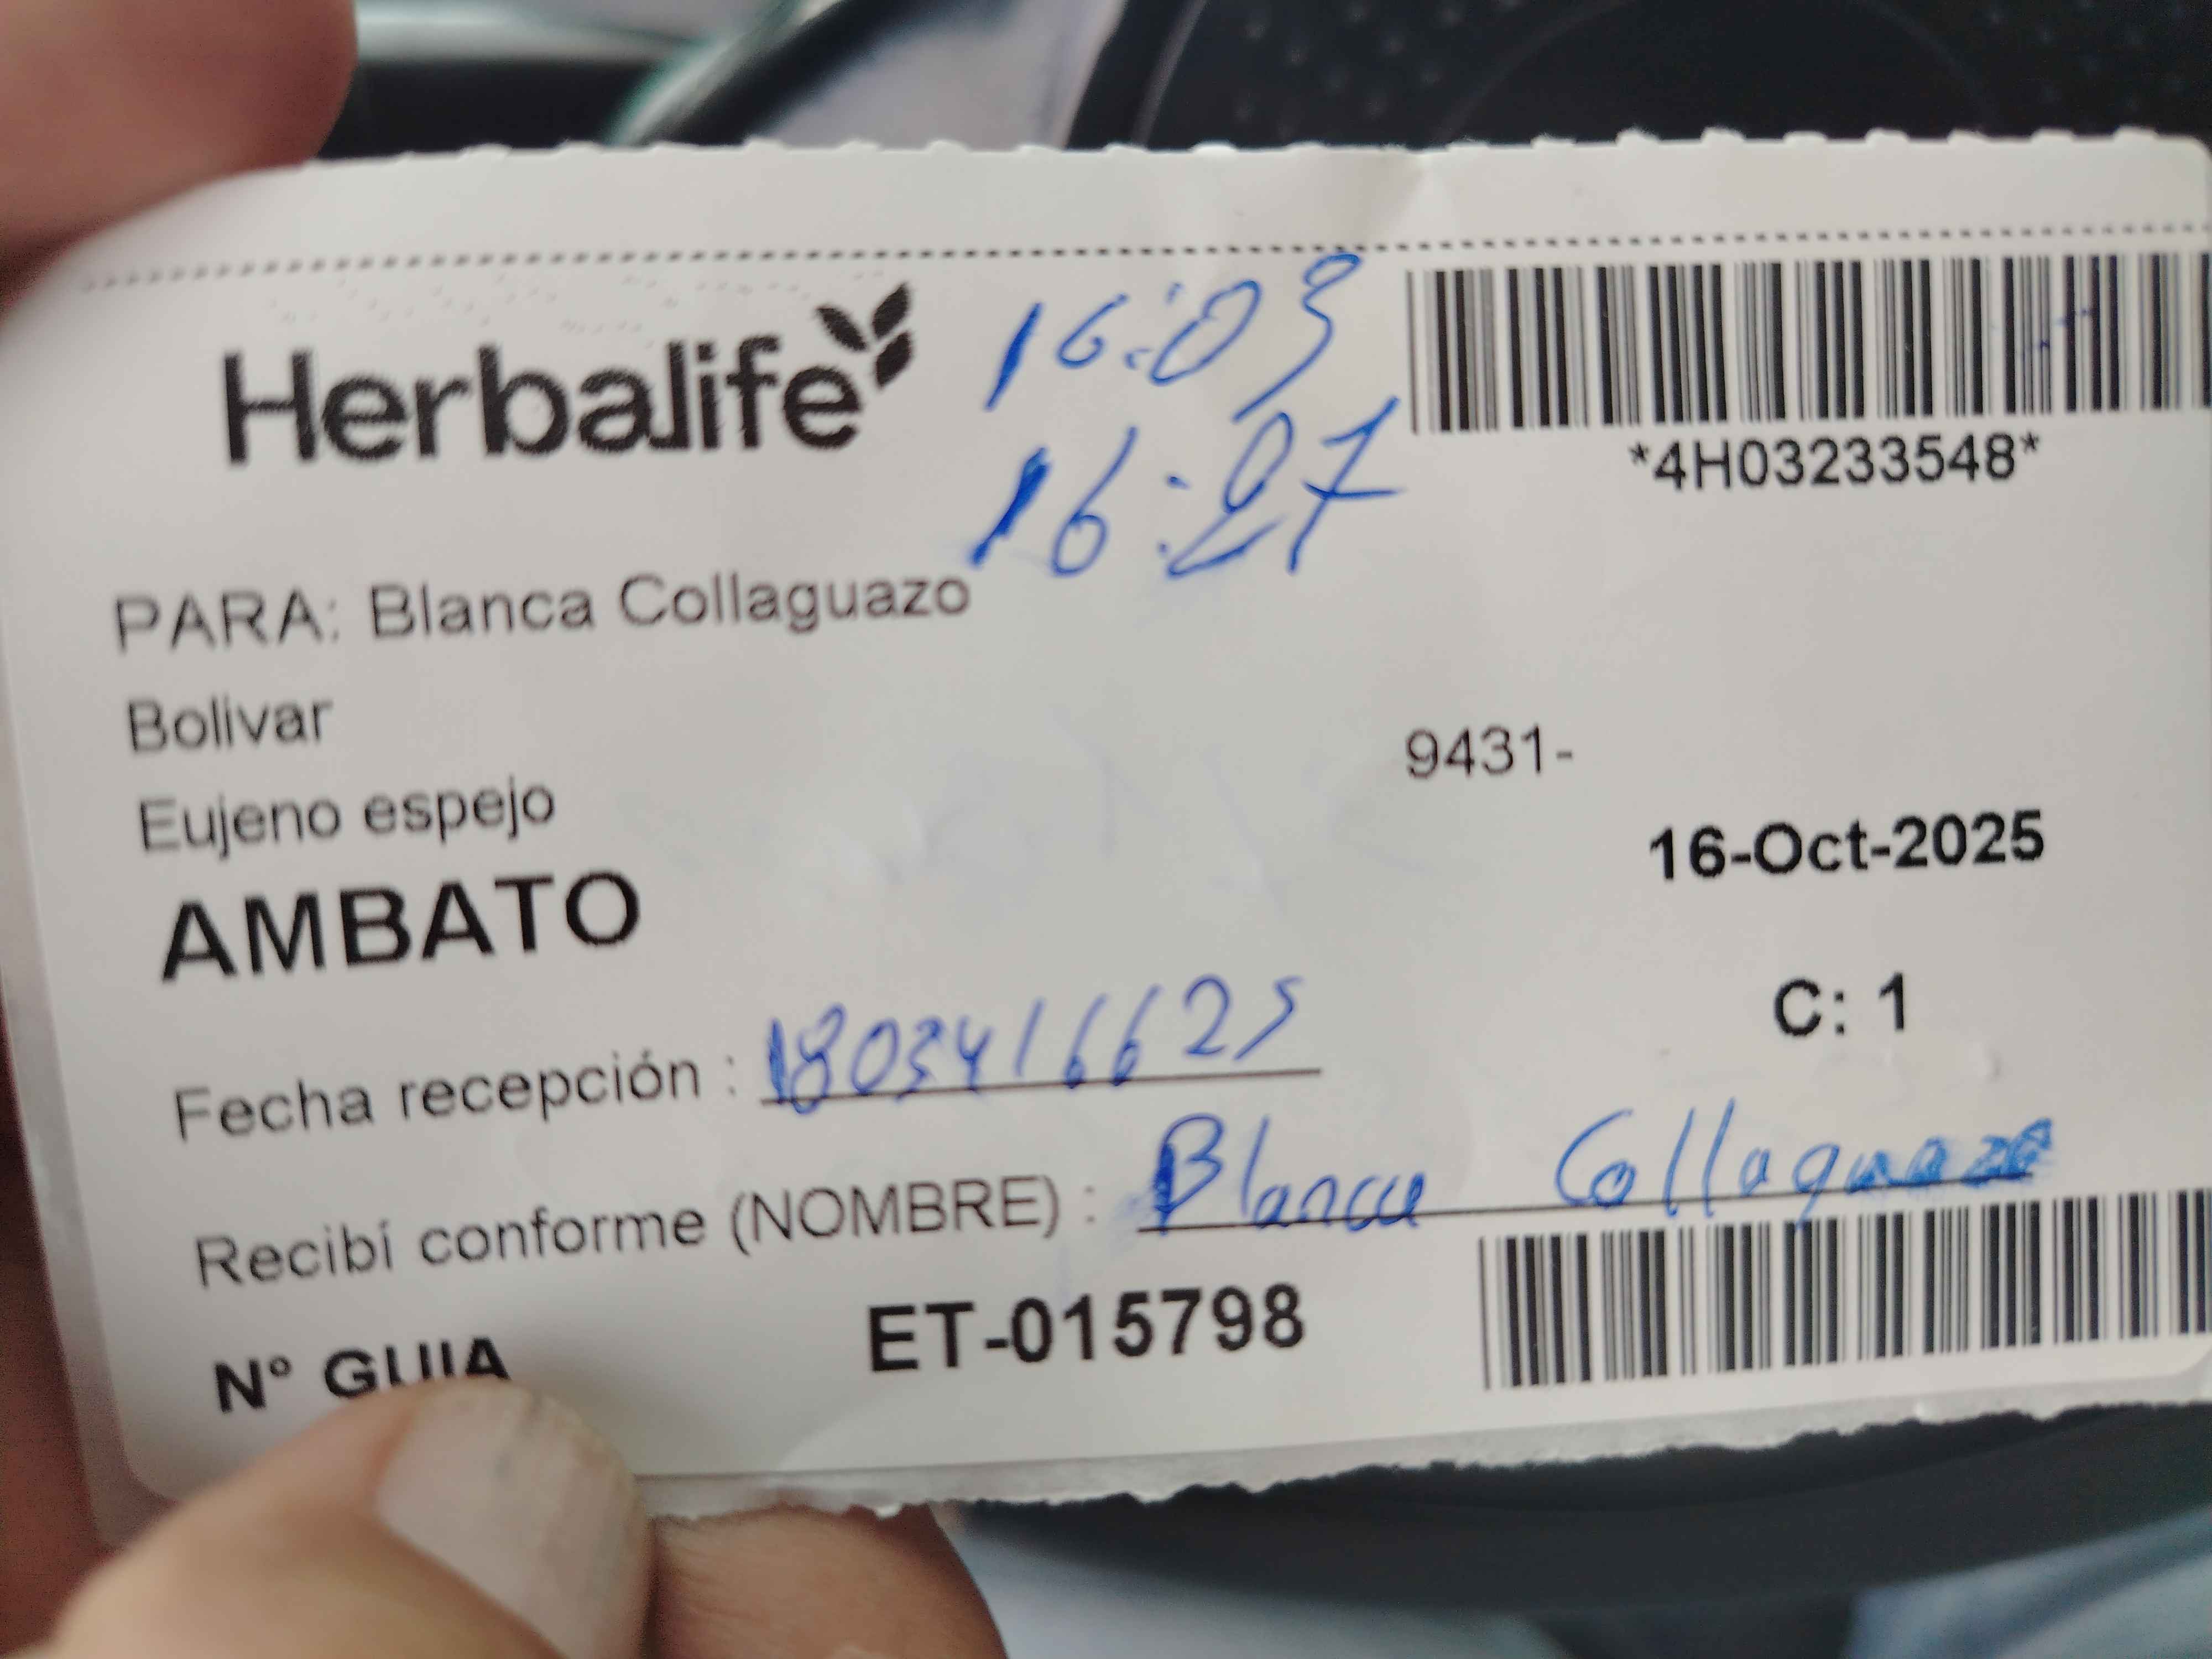 Herbalife
16:03
16:07
*4H03233548*
PARA: Blanca Collaguazo
Bolivar
9431-
Eujeno espejo
16-Oct-2025
AMBATO
C: 1
Fecha recepción : 1803416625
Recibí conforme (NOMBRE) : Blanca Collaguazo
N° GUIA ET-015798